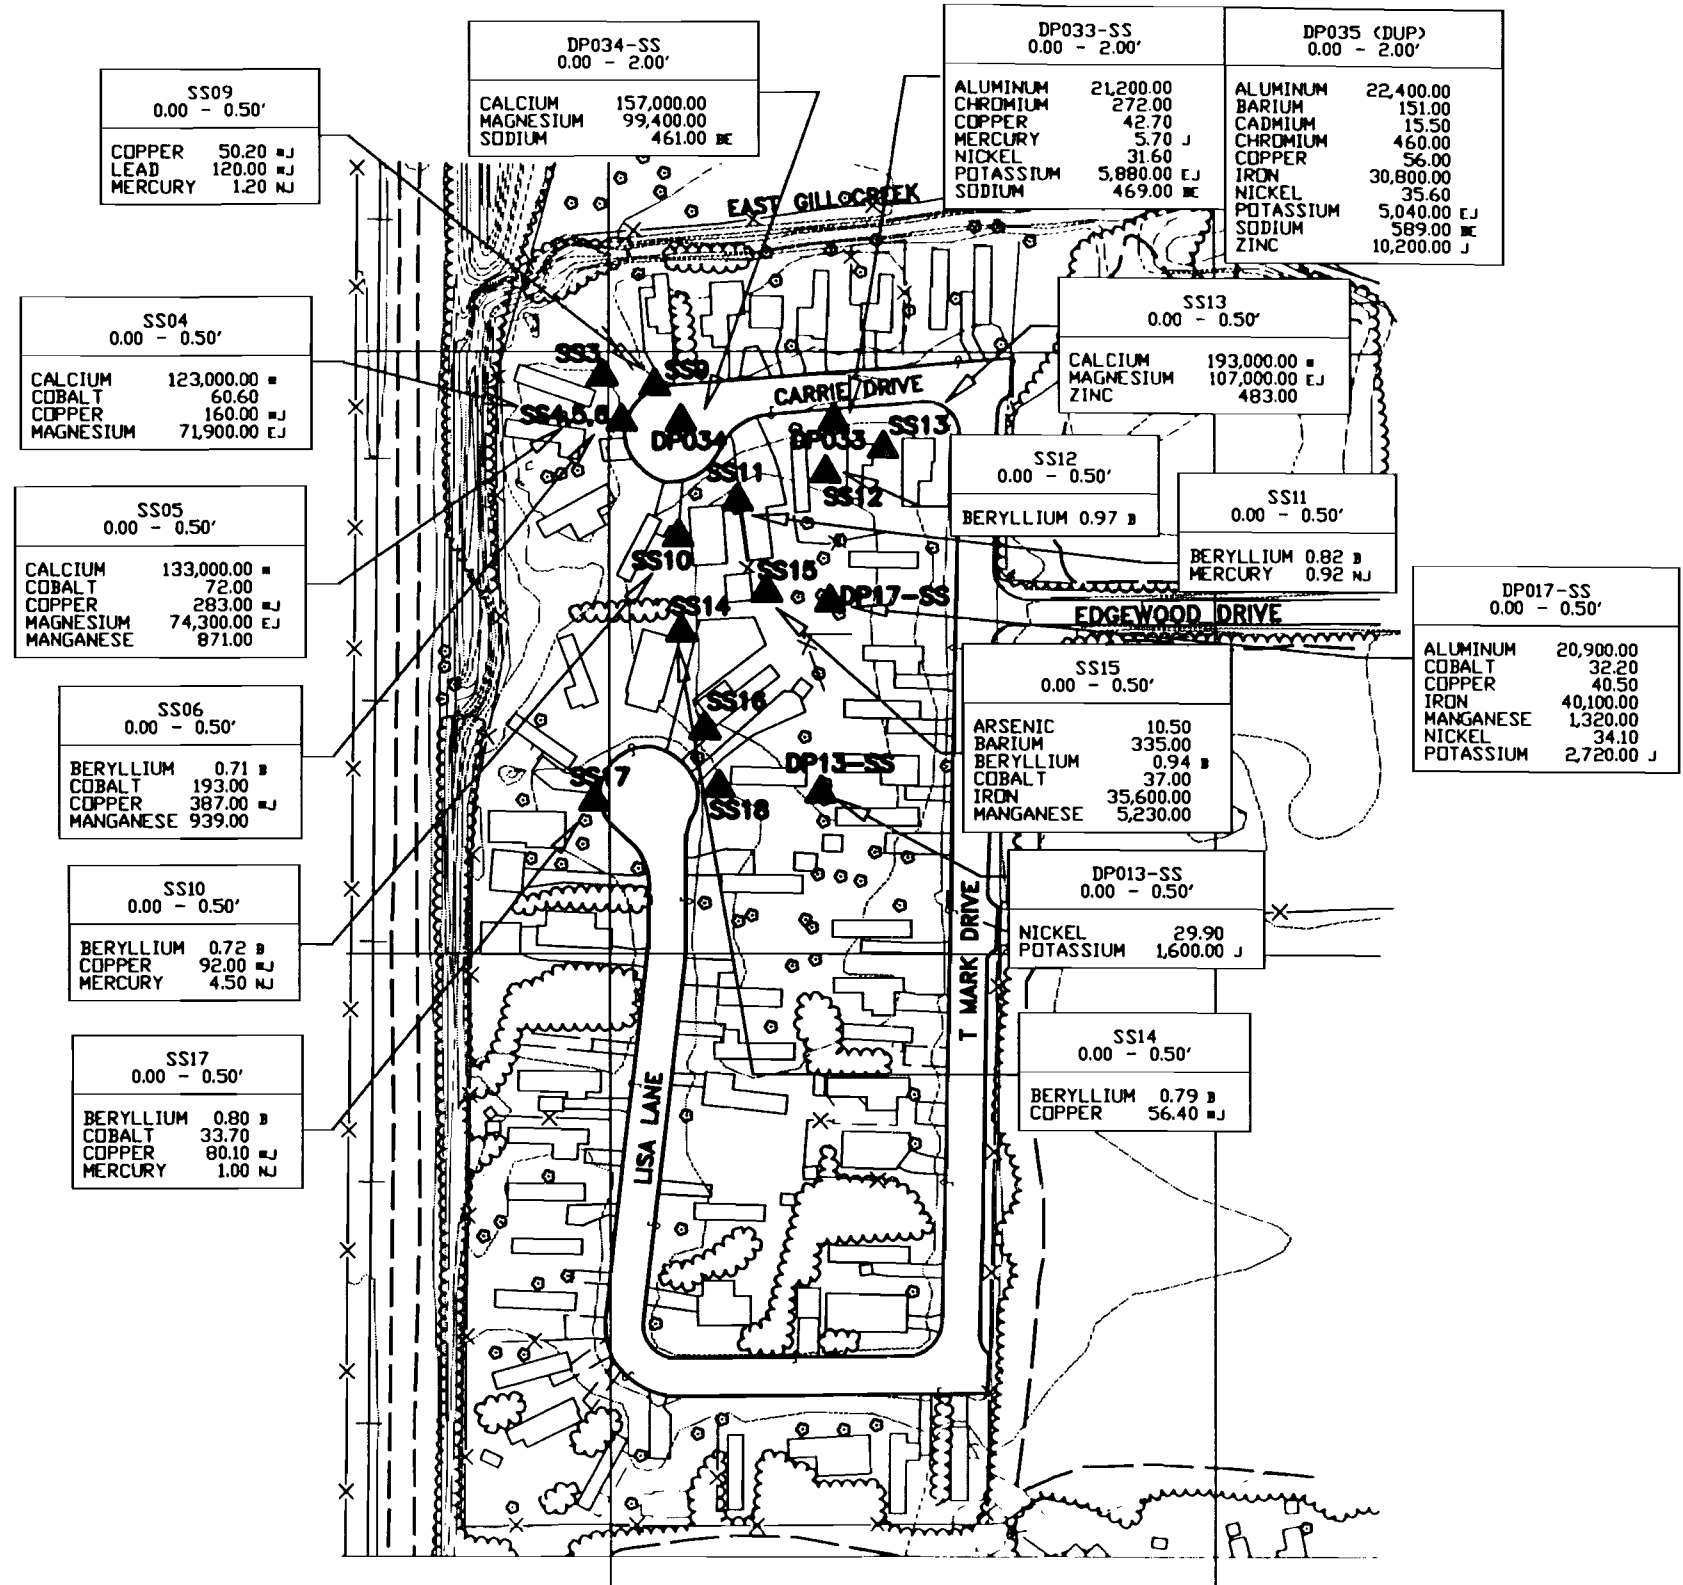 DP034-SS
0.00 - 2.00'
CALCIUM 157,000.00
MAGNESIUM 99,400.00
SODIUM 461.00 BE
DP033-SS
0.00 - 2.00'
ALUMINUM 21,200.00
CHROMIUM 272.00
COPPER 42.70
MERCURY 5.70 J
NICKEL 31.60
POTASSIUM 5,880.00 EJ
SODIUM 469.00 BE
DP035 (DUP)
0.00 - 2.00'
ALUMINUM 22,400.00
BARIUM 151.00
CADMIUM 15.50
CHROMIUM 460.00
COPPER 56.00
IRON 30,800.00
NICKEL 35.60
POTASSIUM 5,040.00 EJ
SODIUM 589.00 BE
ZINC 10,200.00 J
SS09
0.00 - 0.50'
COPPER 50.20 *J
LEAD 120.00 *J
MERCURY 1.20 NJ
EAST GILL CREEK
SS04
0.00 - 0.50'
CALCIUM 123,000.00 *
COBALT 60.60
COPPER 160.00 *J
MAGNESIUM 71,900.00 EJ
SS13
0.00 - 0.50'
CALCIUM 193,000.00 *
MAGNESIUM 107,000.00 EJ
ZINC 483.00
SS3
SS9
CARRIE DRIVE
SS4,5,6
DP034
DP033
SS13
SS11
SS12
SS12
0.00 - 0.50'
BERYLLIUM 0.97 B
SS11
0.00 - 0.50'
BERYLLIUM 0.82 B
MERCURY 0.92 NJ
SS05
0.00 - 0.50'
CALCIUM 133,000.00 *
COBALT 72.00
COPPER 283.00 *J
MAGNESIUM 74,300.00 EJ
MANGANESE 871.00
SS10
SS15
DP17-SS
SS14
EDGEWOOD DRIVE
DP017-SS
0.00 - 0.50'
ALUMINUM 20,900.00
COBALT 32.20
COPPER 40.50
IRON 40,100.00
MANGANESE 1,320.00
NICKEL 34.10
POTASSIUM 2,720.00 J
SS15
0.00 - 0.50'
ARSENIC 10.50
BARIUM 335.00
BERYLLIUM 0.94 B
COBALT 37.00
IRON 35,600.00
MANGANESE 5,230.00
SS06
0.00 - 0.50'
BERYLLIUM 0.71 B
COBALT 193.00
COPPER 387.00 *J
MANGANESE 939.00
SS16
SS17
DP13-SS
SS18
SS10
0.00 - 0.50'
BERYLLIUM 0.72 B
COPPER 92.00 *J
MERCURY 4.50 NJ
DP013-SS
0.00 - 0.50'
NICKEL 29.90
POTASSIUM 1,600.00 J
T MARK DRIVE
SS17
0.00 - 0.50'
BERYLLIUM 0.80 B
COBALT 33.70
COPPER 80.10 *J
MERCURY 1.00 NJ
SS14
0.00 - 0.50'
BERYLLIUM 0.79 B
COPPER 56.40 *J
LISA LANE